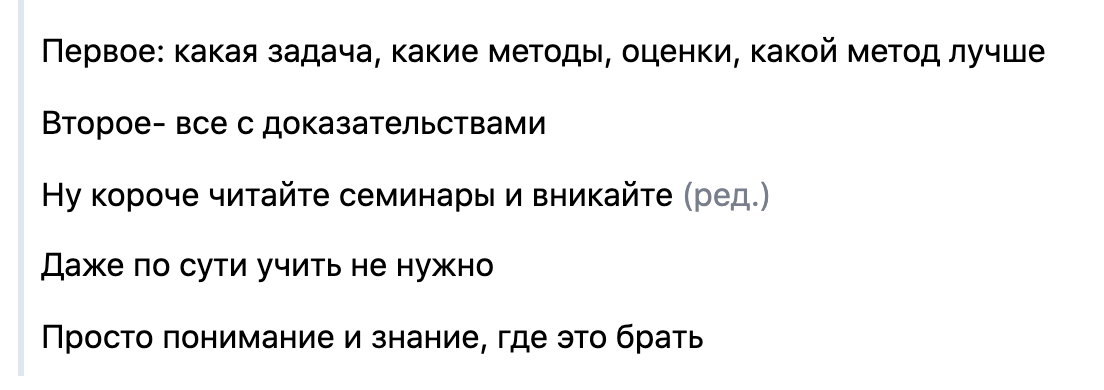 Первое: какая задача, какие методы, оценки, какой метод лучше
Второе- все с доказательствами
Ну короче читайте семинары и вникайте (ред.)
Даже по сути учить не нужно
Просто понимание и знание, где это брать